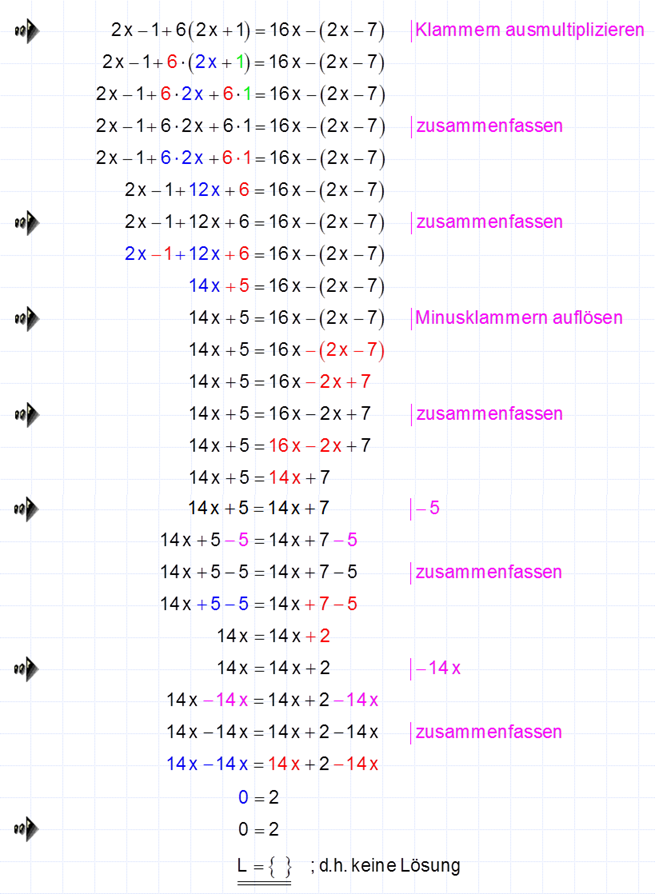 2x − 1 + 6(2x + 1) = 16x − (2x − 7) |Klammern ausmultiplizieren
2x − 1 + 6 · (2x + 1) = 16x − (2x − 7)
2x − 1 + 6 · 2x + 6 · 1 = 16x − (2x − 7)
2x − 1 + 6 · 2x + 6 · 1 = 16x − (2x − 7) |zusammenfassen
2x − 1 + 6 · 2x + 6 · 1 = 16x − (2x − 7)
2x − 1 + 12x + 6 = 16x − (2x − 7)
2x − 1 + 12x + 6 = 16x − (2x − 7) |zusammenfassen
2x − 1 + 12x + 6 = 16x − (2x − 7)
14x + 5 = 16x − (2x − 7)
14x + 5 = 16x − (2x − 7) |Minusklammern auflösen
14x + 5 = 16x − (2x − 7)
14x + 5 = 16x − 2x + 7
14x + 5 = 16x − 2x + 7 |zusammenfassen
14x + 5 = 16x − 2x + 7
14x + 5 = 14x + 7
14x + 5 = 14x + 7 |− 5
14x + 5 − 5 = 14x + 7 − 5
14x + 5 − 5 = 14x + 7 − 5 |zusammenfassen
14x + 5 − 5 = 14x + 7 − 5
14x = 14x + 2
14x = 14x + 2 |− 14x
14x − 14x = 14x + 2 − 14x
14x − 14x = 14x + 2 − 14x |zusammenfassen
14x − 14x = 14x + 2 − 14x
0 = 2
0 = 2
L = { } ; d.h. keine Lösung